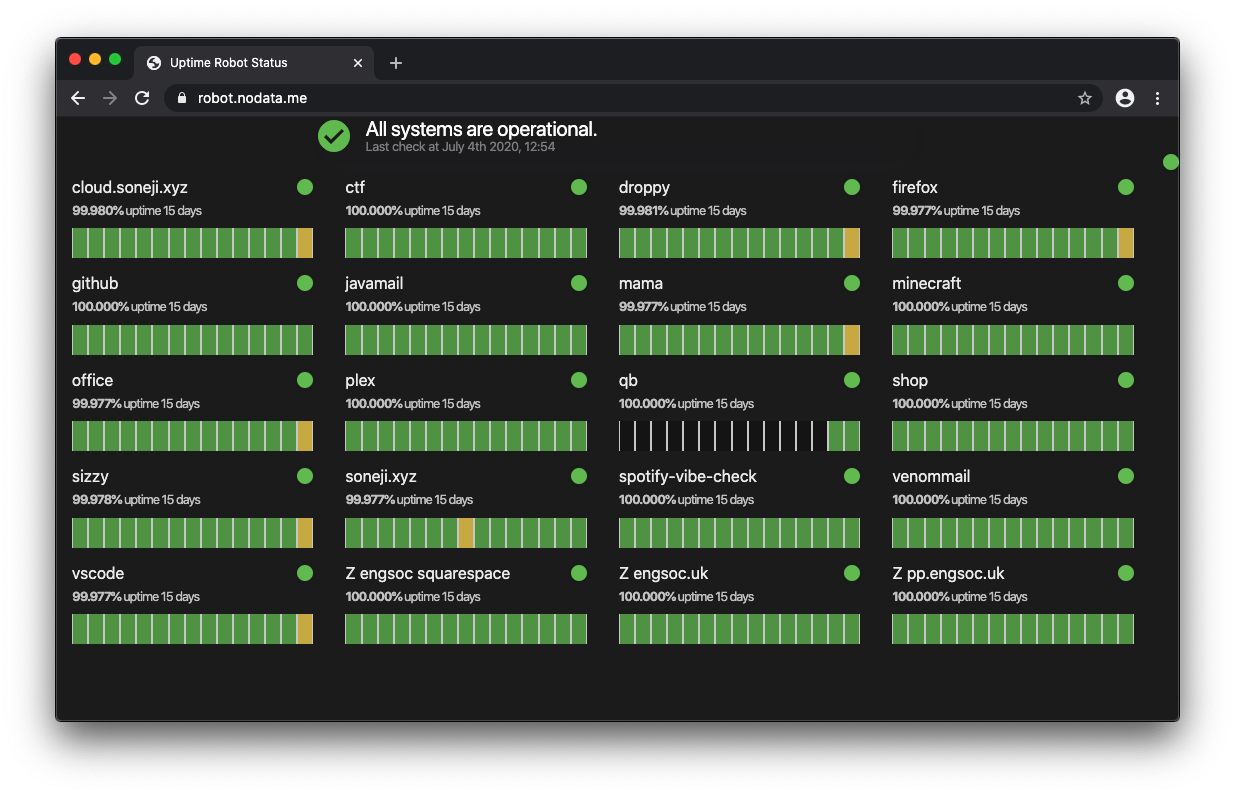 Uptime Robot Status
robot.nodata.me
All systems are operational.
Last check at July 4th 2020, 12:54
cloud.soneji.xyz
99.980% uptime 15 days
ctf
100.000% uptime 15 days
droppy
99.981% uptime 15 days
firefox
99.977% uptime 15 days
github
100.000% uptime 15 days
javamail
100.000% uptime 15 days
mama
99.977% uptime 15 days
minecraft
100.000% uptime 15 days
office
99.977% uptime 15 days
plex
100.000% uptime 15 days
qb
100.000% uptime 15 days
shop
100.000% uptime 15 days
sizzy
99.978% uptime 15 days
soneji.xyz
99.977% uptime 15 days
spotify-vibe-check
100.000% uptime 15 days
venommail
100.000% uptime 15 days
vscode
99.977% uptime 15 days
Z engsoc squarespace
100.000% uptime 15 days
Z engsoc.uk
100.000% uptime 15 days
Z pp.engsoc.uk
100.000% uptime 15 days